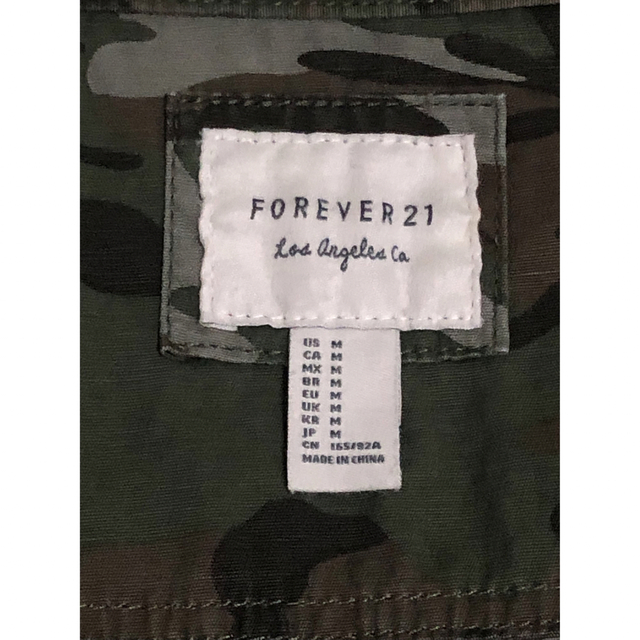 FOREVER 21
Los Angeles Ca
US M
CA M
MX M
BR M
EU M
UK M
KR M
JP M
CN 165/92A
MADE IN CHINA